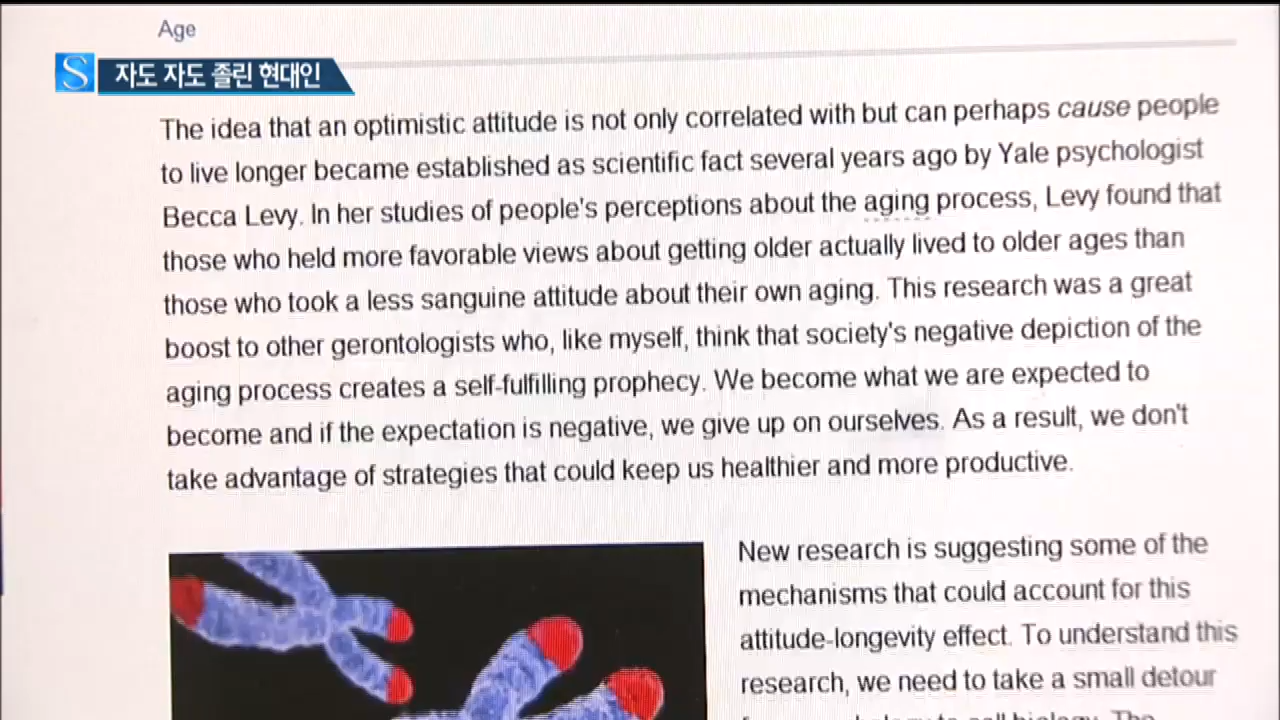 Age
S 자도 자도 졸린 현대인
The idea that an optimistic attitude is not only correlated with but can perhaps cause people
to live longer became established as scientific fact several years ago by Yale psychologist
Becca Levy. In her studies of people's perceptions about the aging process, Levy found that
those who held more favorable views about getting older actually lived to older ages than
those who took a less sanguine attitude about their own aging. This research was a great
boost to other gerontologists who, like myself, think that society's negative depiction of the
aging process creates a self-fulfilling prophecy. We become what we are expected to
become and if the expectation is negative, we give up on ourselves. As a result, we don't
take advantage of strategies that could keep us healthier and more productive.
New research is suggesting some of the
mechanisms that could account for this
attitude-longevity effect. To understand this
research, we need to take a small detour